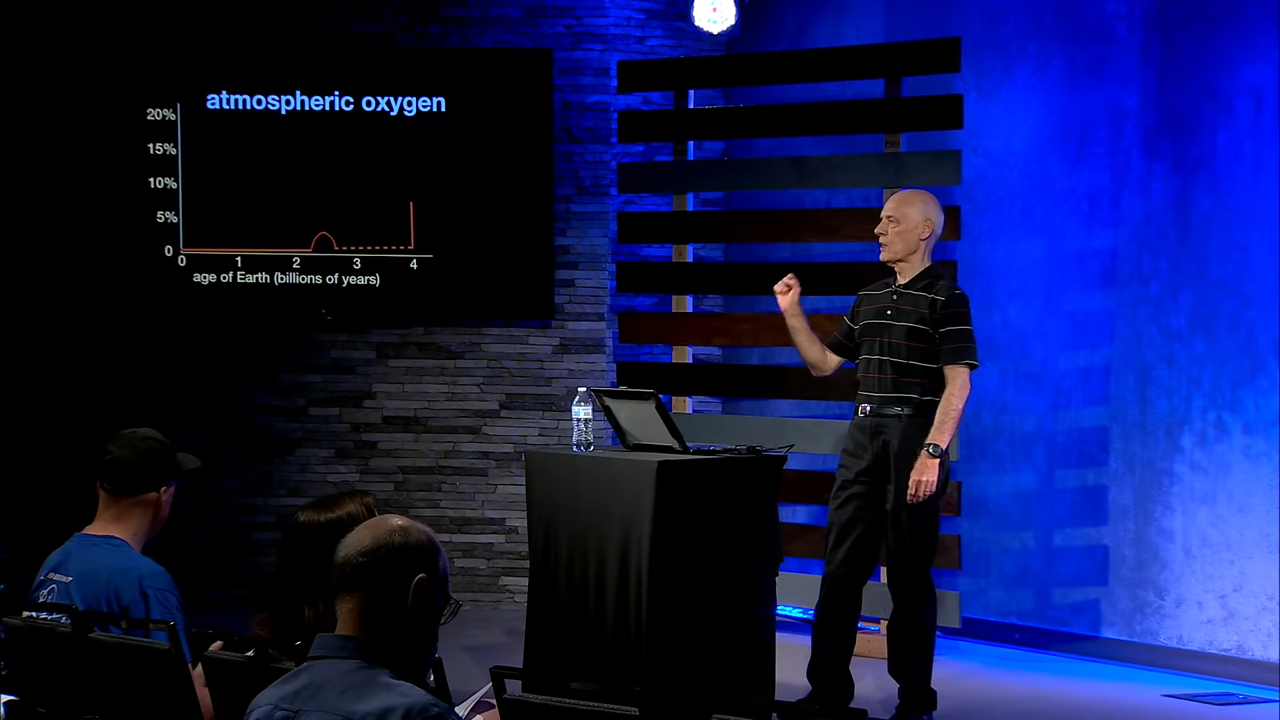 atmospheric oxygen
20%
15%
10%
5%
0
0 1 2 3 4
age of Earth (billions of years)